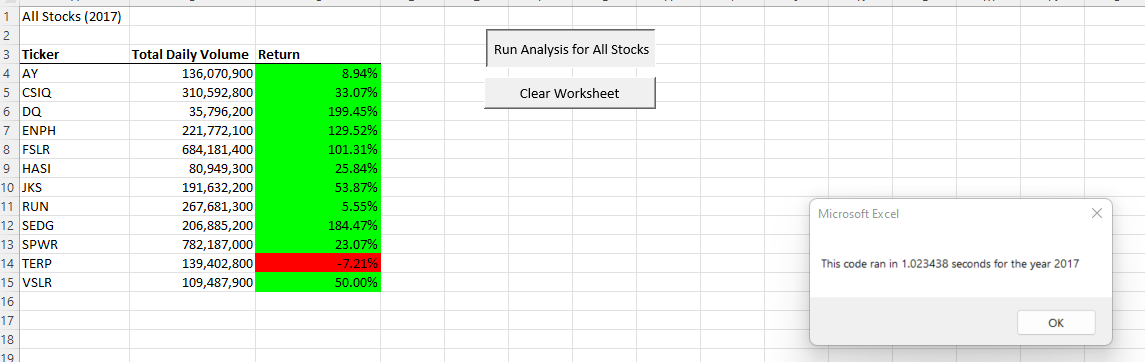 1 All Stocks (2017)
2
3 Ticker Total Daily Volume Return
4 AY 136,070,900 8.94%
5 CSIQ 310,592,800 33.07%
6 DQ 35,796,200 199.45%
7 ENPH 221,772,100 129.52%
8 FSLR 684,181,400 101.31%
9 HASI 80,949,300 25.84%
10 JKS 191,632,200 53.87%
11 RUN 267,681,300 5.55%
12 SEDG 206,885,200 184.47%
13 SPWR 782,187,000 23.07%
14 TERP 139,402,800 -7.21%
15 VSLR 109,487,900 50.00%
16
17
18
19
Run Analysis for All Stocks
Clear Worksheet
Microsoft Excel
This code ran in 1.023438 seconds for the year 2017
OK